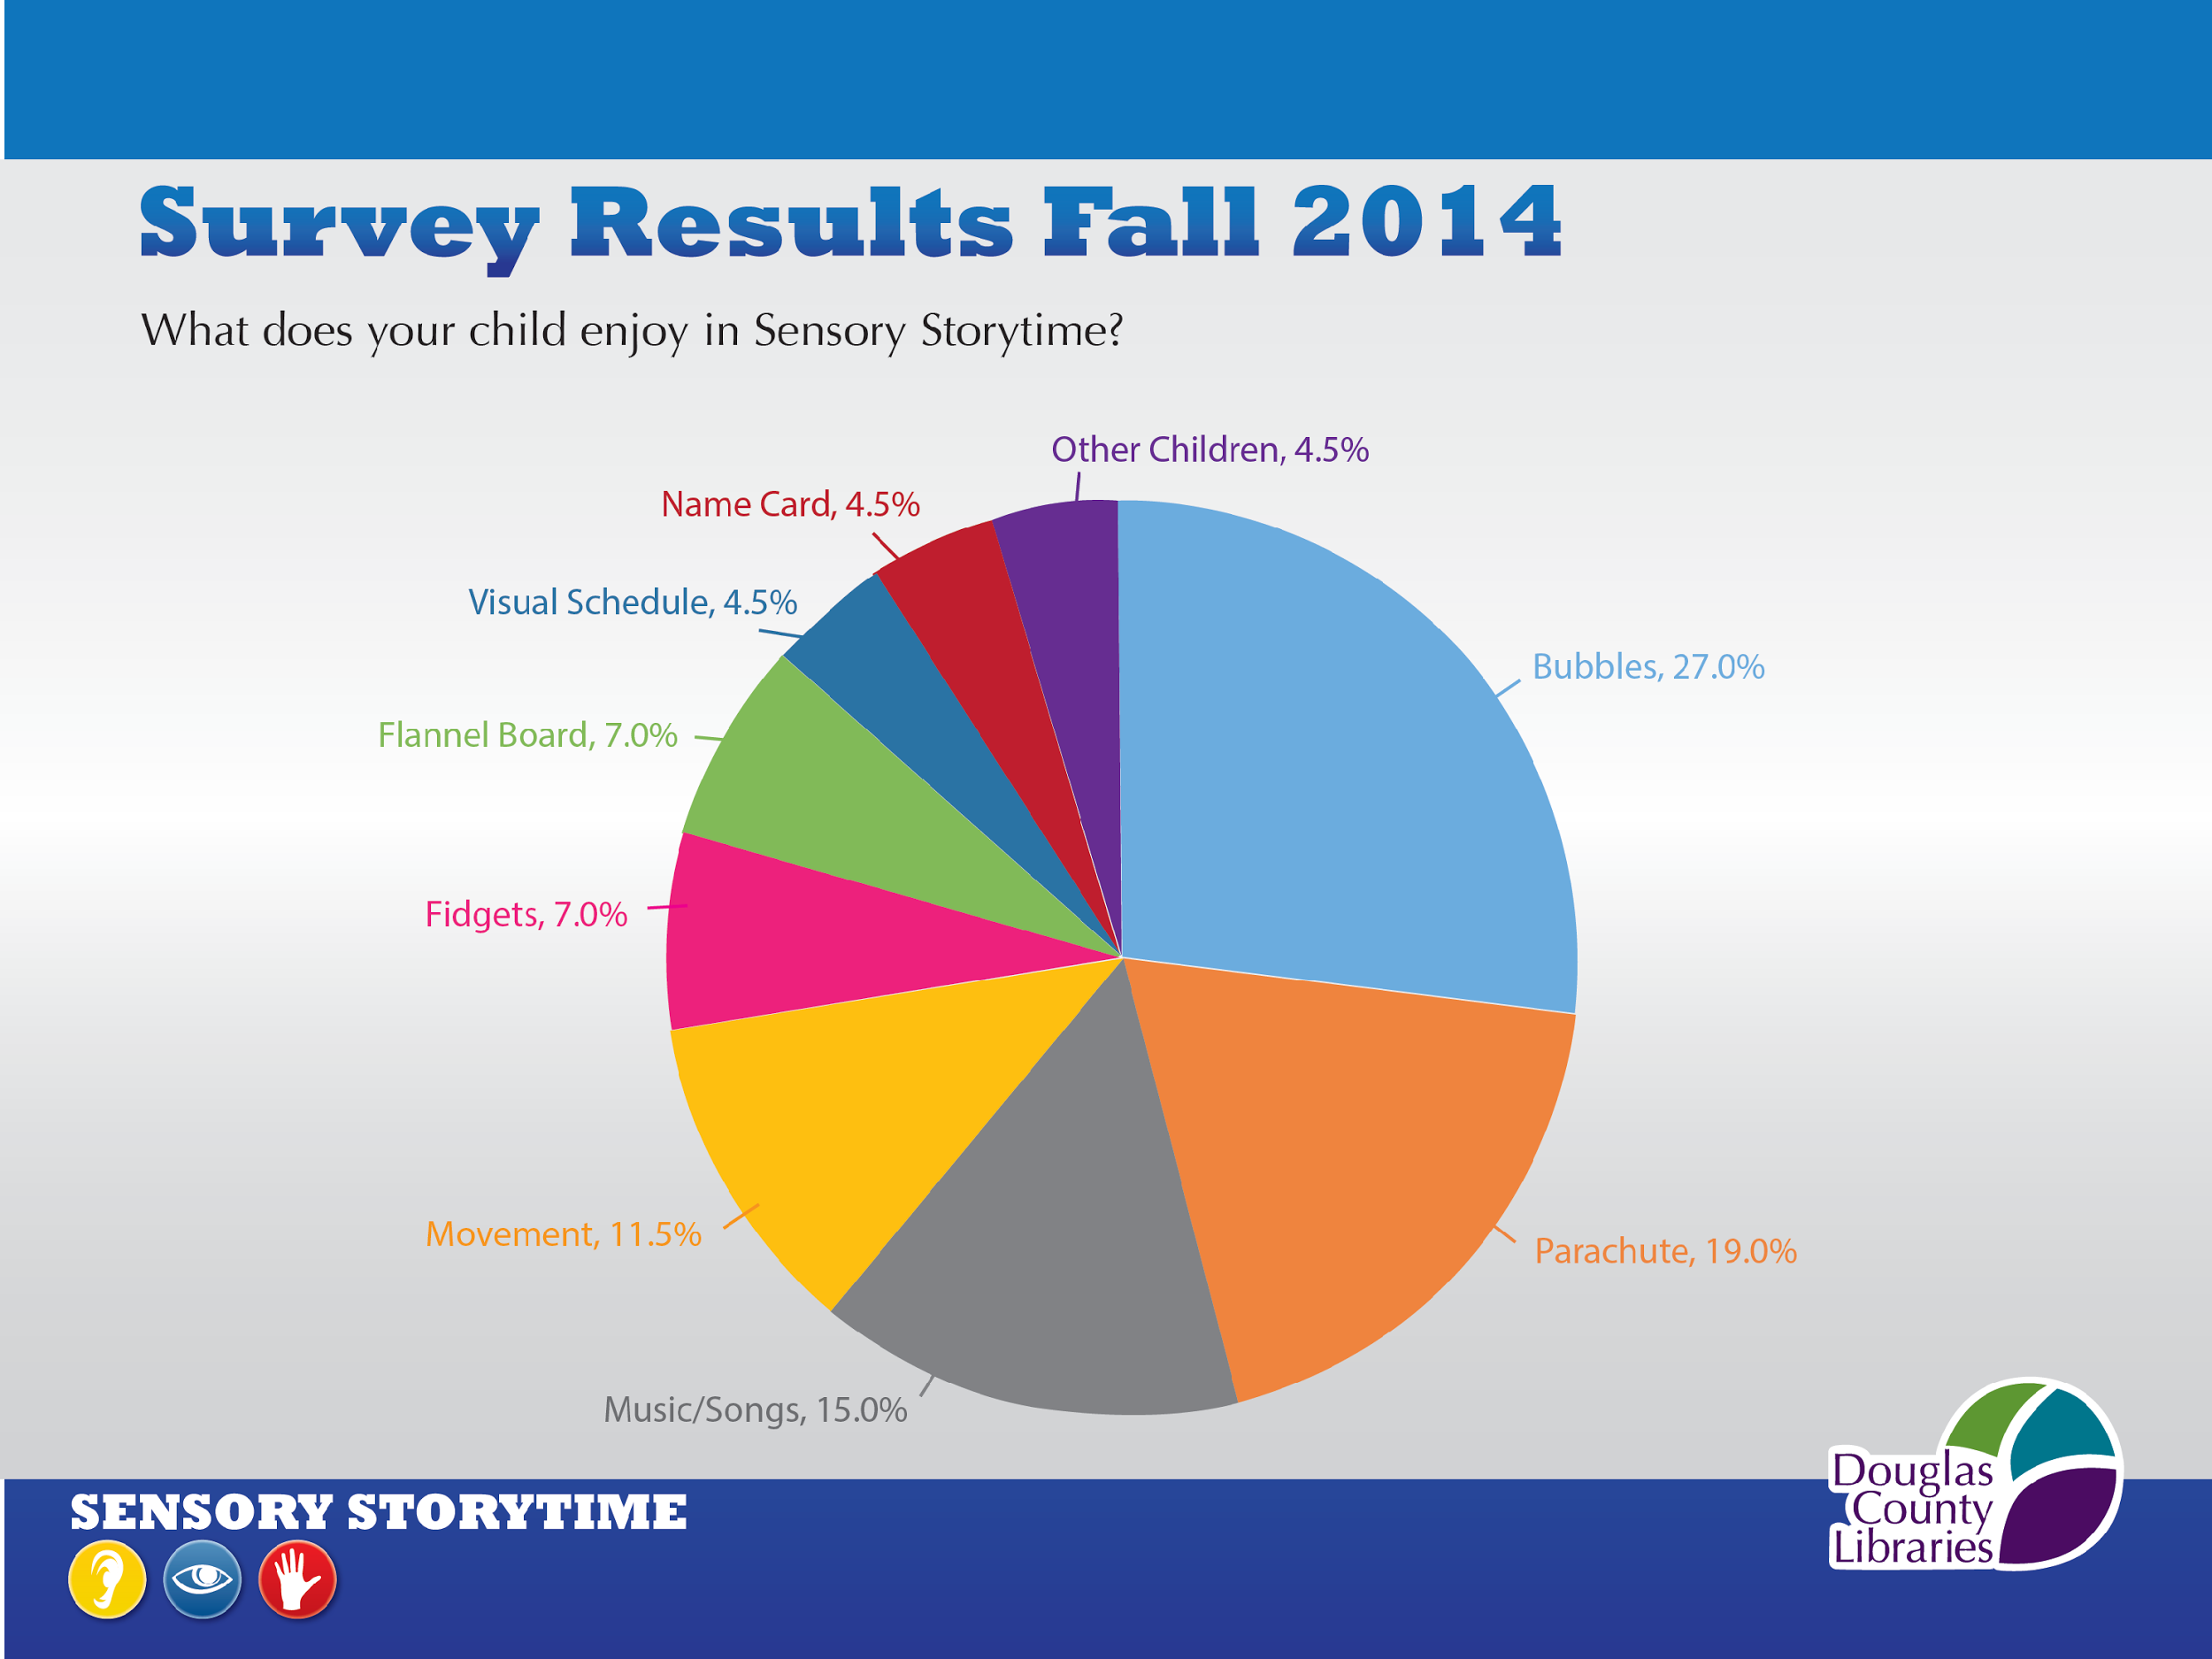 Survey Results Fall 2014
What does your child enjoy in Sensory Storytime?
Other Children, 4.5%
Name Card, 4.5%
Visual Schedule, 4.5%
Bubbles, 27.0%
Flannel Board, 7.0%
Fidgets, 7.0%
Movement, 11.5%
Parachute, 19.0%
Music/Songs, 15.0%
SENSORY STORYTIME
Douglas
County
Libraries